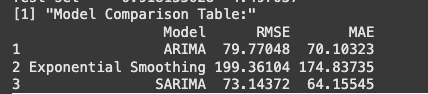 [1] "Model Comparison Table:"
Model RMSE MAE
1 ARIMA 79.77048 70.10323
2 Exponential Smoothing 199.36104 174.83735
3 SARIMA 73.14372 64.15545